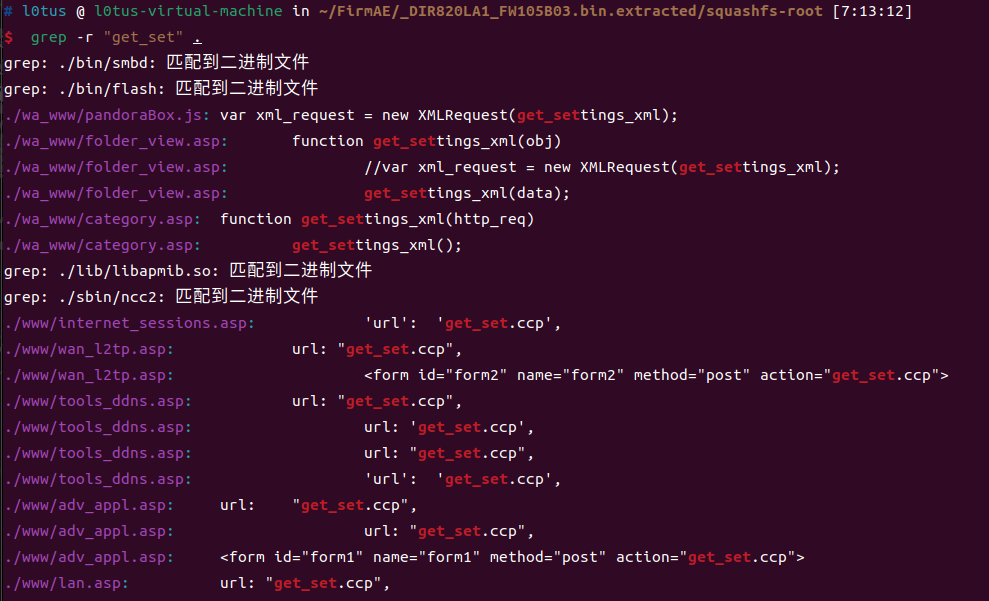 # l0tus @ l0tus-virtual-machine in ~/FirmAE/_DIR820LA1_FW105B03.bin.extracted/squashfs-root [7:13:12]
$ grep -r "get_set" .
grep: ./bin/smbd: 匹配到二进制文件
grep: ./bin/flash: 匹配到二进制文件
./wa_www/pandoraBox.js: var xml_request = new XMLRequest(get_settings_xml);
./wa_www/folder_view.asp: function get_settings_xml(obj)
./wa_www/folder_view.asp: //var xml_request = new XMLRequest(get_settings_xml);
./wa_www/folder_view.asp: get_settings_xml(data);
./wa_www/category.asp: function get_settings_xml(http_req)
./wa_www/category.asp: get_settings_xml();
grep: ./lib/libapmib.so: 匹配到二进制文件
grep: ./sbin/ncc2: 匹配到二进制文件
./www/internet_sessions.asp: 'url': 'get_set.ccp',
./www/wan_l2tp.asp: url: "get_set.ccp",
./www/wan_l2tp.asp: <form id="form2" name="form2" method="post" action="get_set.ccp">
./www/tools_ddns.asp: url: "get_set.ccp",
./www/tools_ddns.asp: url: 'get_set.ccp',
./www/tools_ddns.asp: url: "get_set.ccp",
./www/tools_ddns.asp: 'url': 'get_set.ccp',
./www/adv_appl.asp: url: "get_set.ccp",
./www/adv_appl.asp: url: "get_set.ccp",
./www/adv_appl.asp: <form id="form1" name="form1" method="post" action="get_set.ccp">
./www/lan.asp: url: "get_set.ccp",